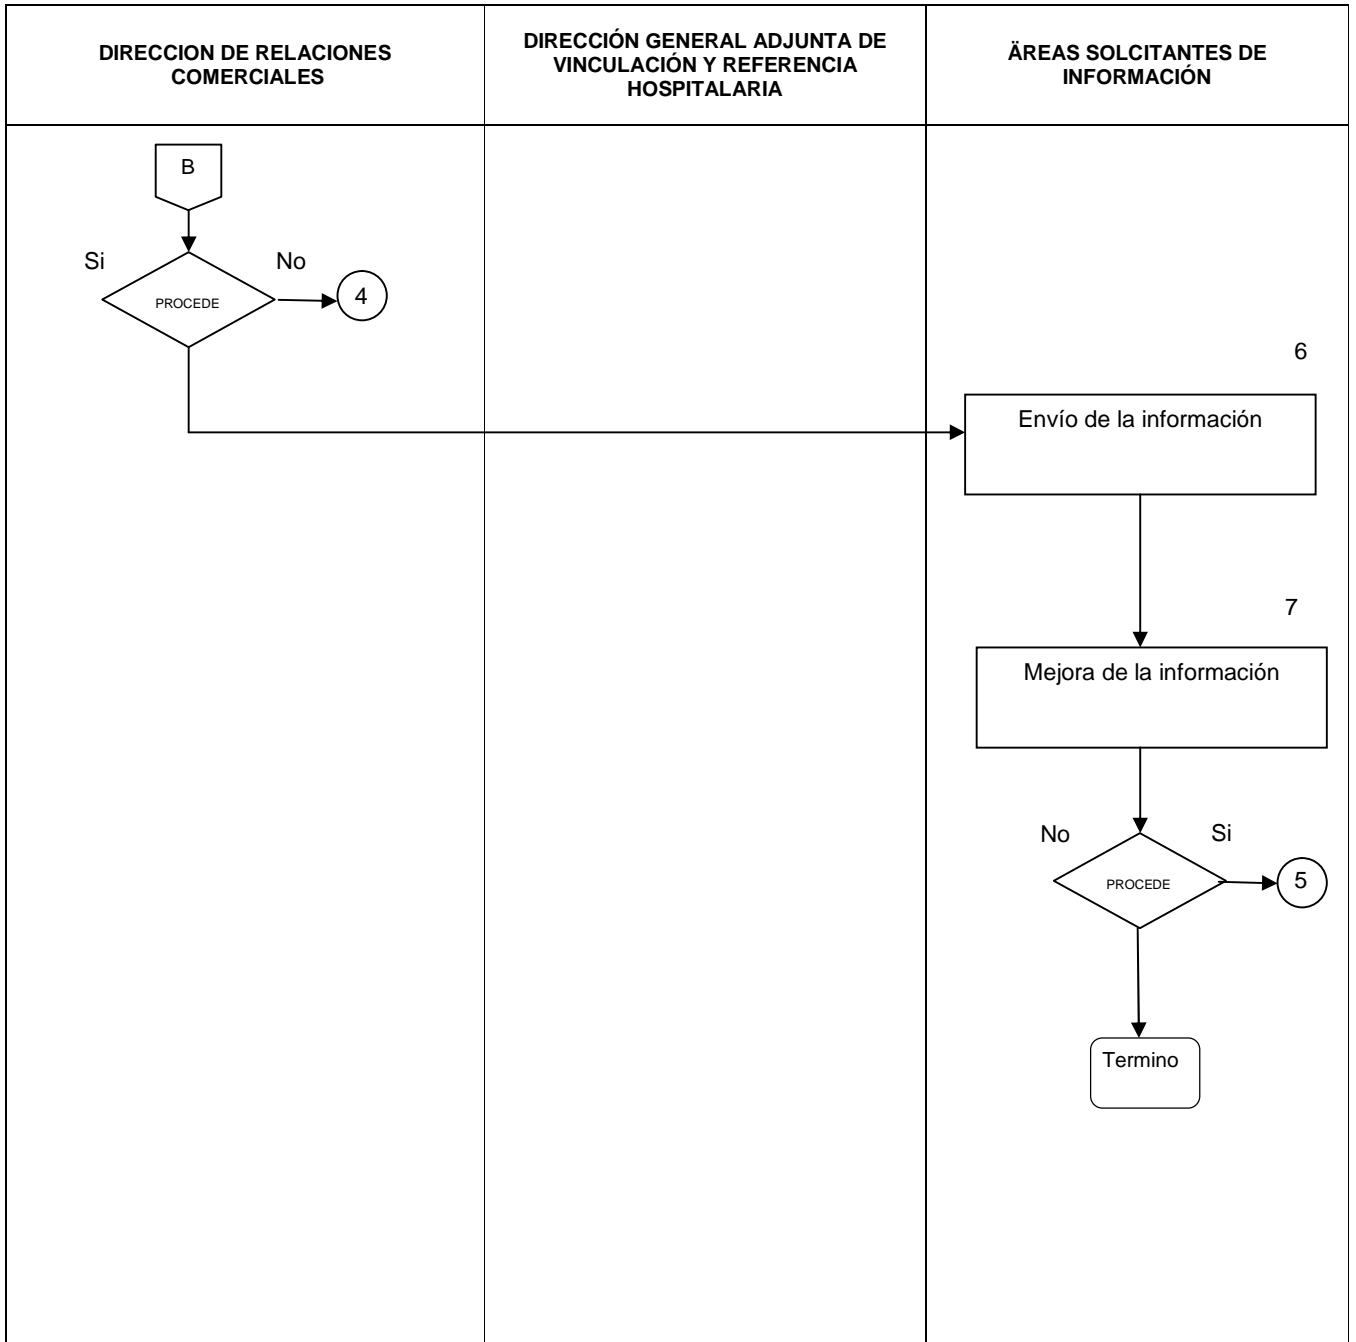 DIRECCION DE RELACIONES
COMERCIALES
DIRECCIÓN GENERAL ADJUNTA DE
VINCULACIÓN Y REFERENCIA
HOSPITALARIA
ÄREAS SOLCITANTES DE
INFORMACIÓN
B
Si
No
PROCEDE
4
6
Envío de la información
7
Mejora de la información
No
Si
PROCEDE
5
Termino